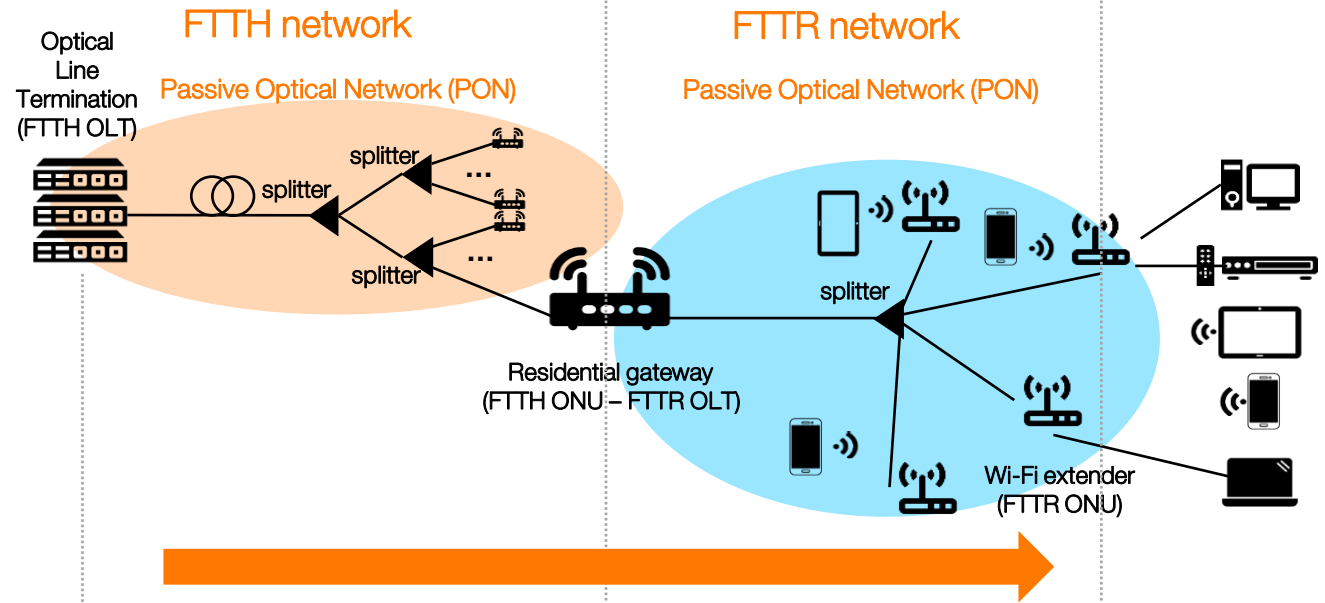 FTTH network
FTTR network
Optical
Line
Termination
(FTTH OLT)
Passive Optical Network (PON)
Passive Optical Network (PON)
splitter
...
splitter
splitter
...
splitter
Residential gateway
(FTTH ONU – FTTR OLT)
Wi-Fi extender
(FTTR ONU)